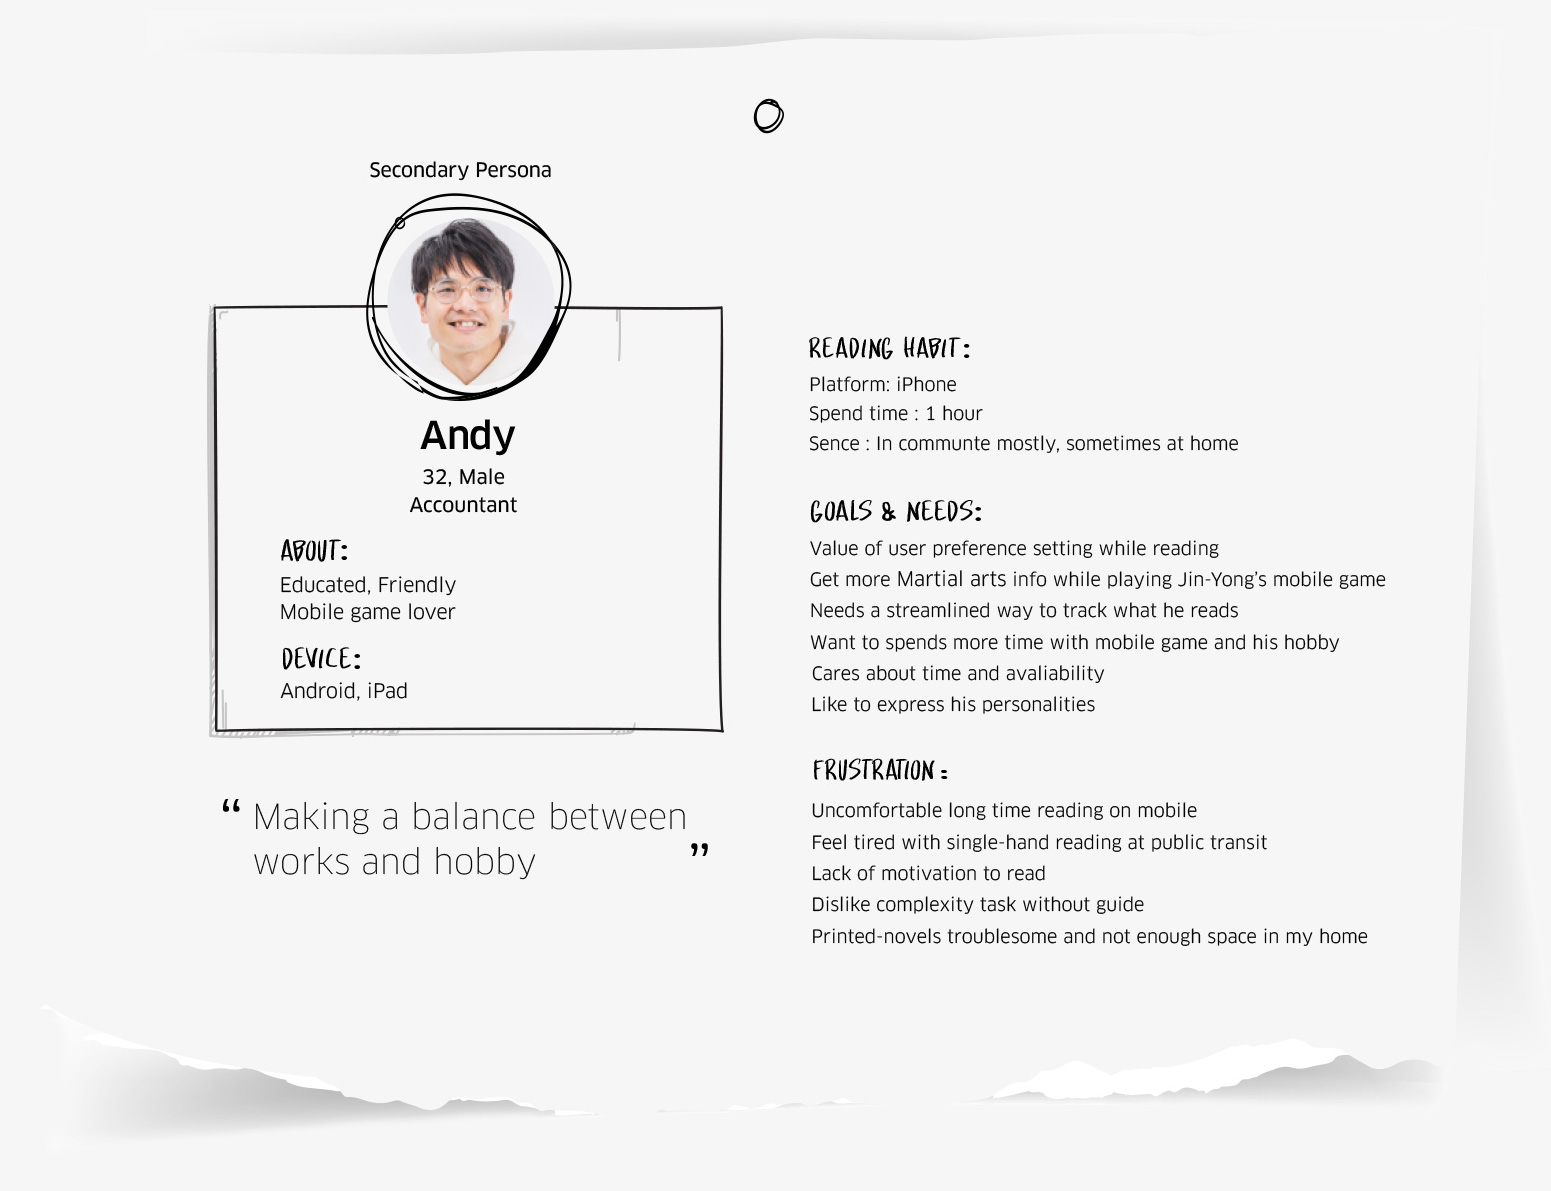 Secondary Persona
Andy
32, Male
Accountant
ABOUT:
Educated, Friendly
Mobile game lover
DEVICE:
Android, iPad
“ Making a balance between
works and hobby ”
READING HABIT:
Platform: iPhone
Spend time : 1 hour
Sence : In communte mostly, sometimes at home
GOALS & NEEDS:
Value of user preference setting while reading
Get more Martial arts info while playing Jin-Yong’s mobile game
Needs a streamlined way to track what he reads
Want to spends more time with mobile game and his hobby
Cares about time and avaliability
Like to express his personalities
FRUSTRATION :
Uncomfortable long time reading on mobile
Feel tired with single-hand reading at public transit
Lack of motivation to read
Dislike complexity task without guide
Printed-novels troublesome and not enough space in my home